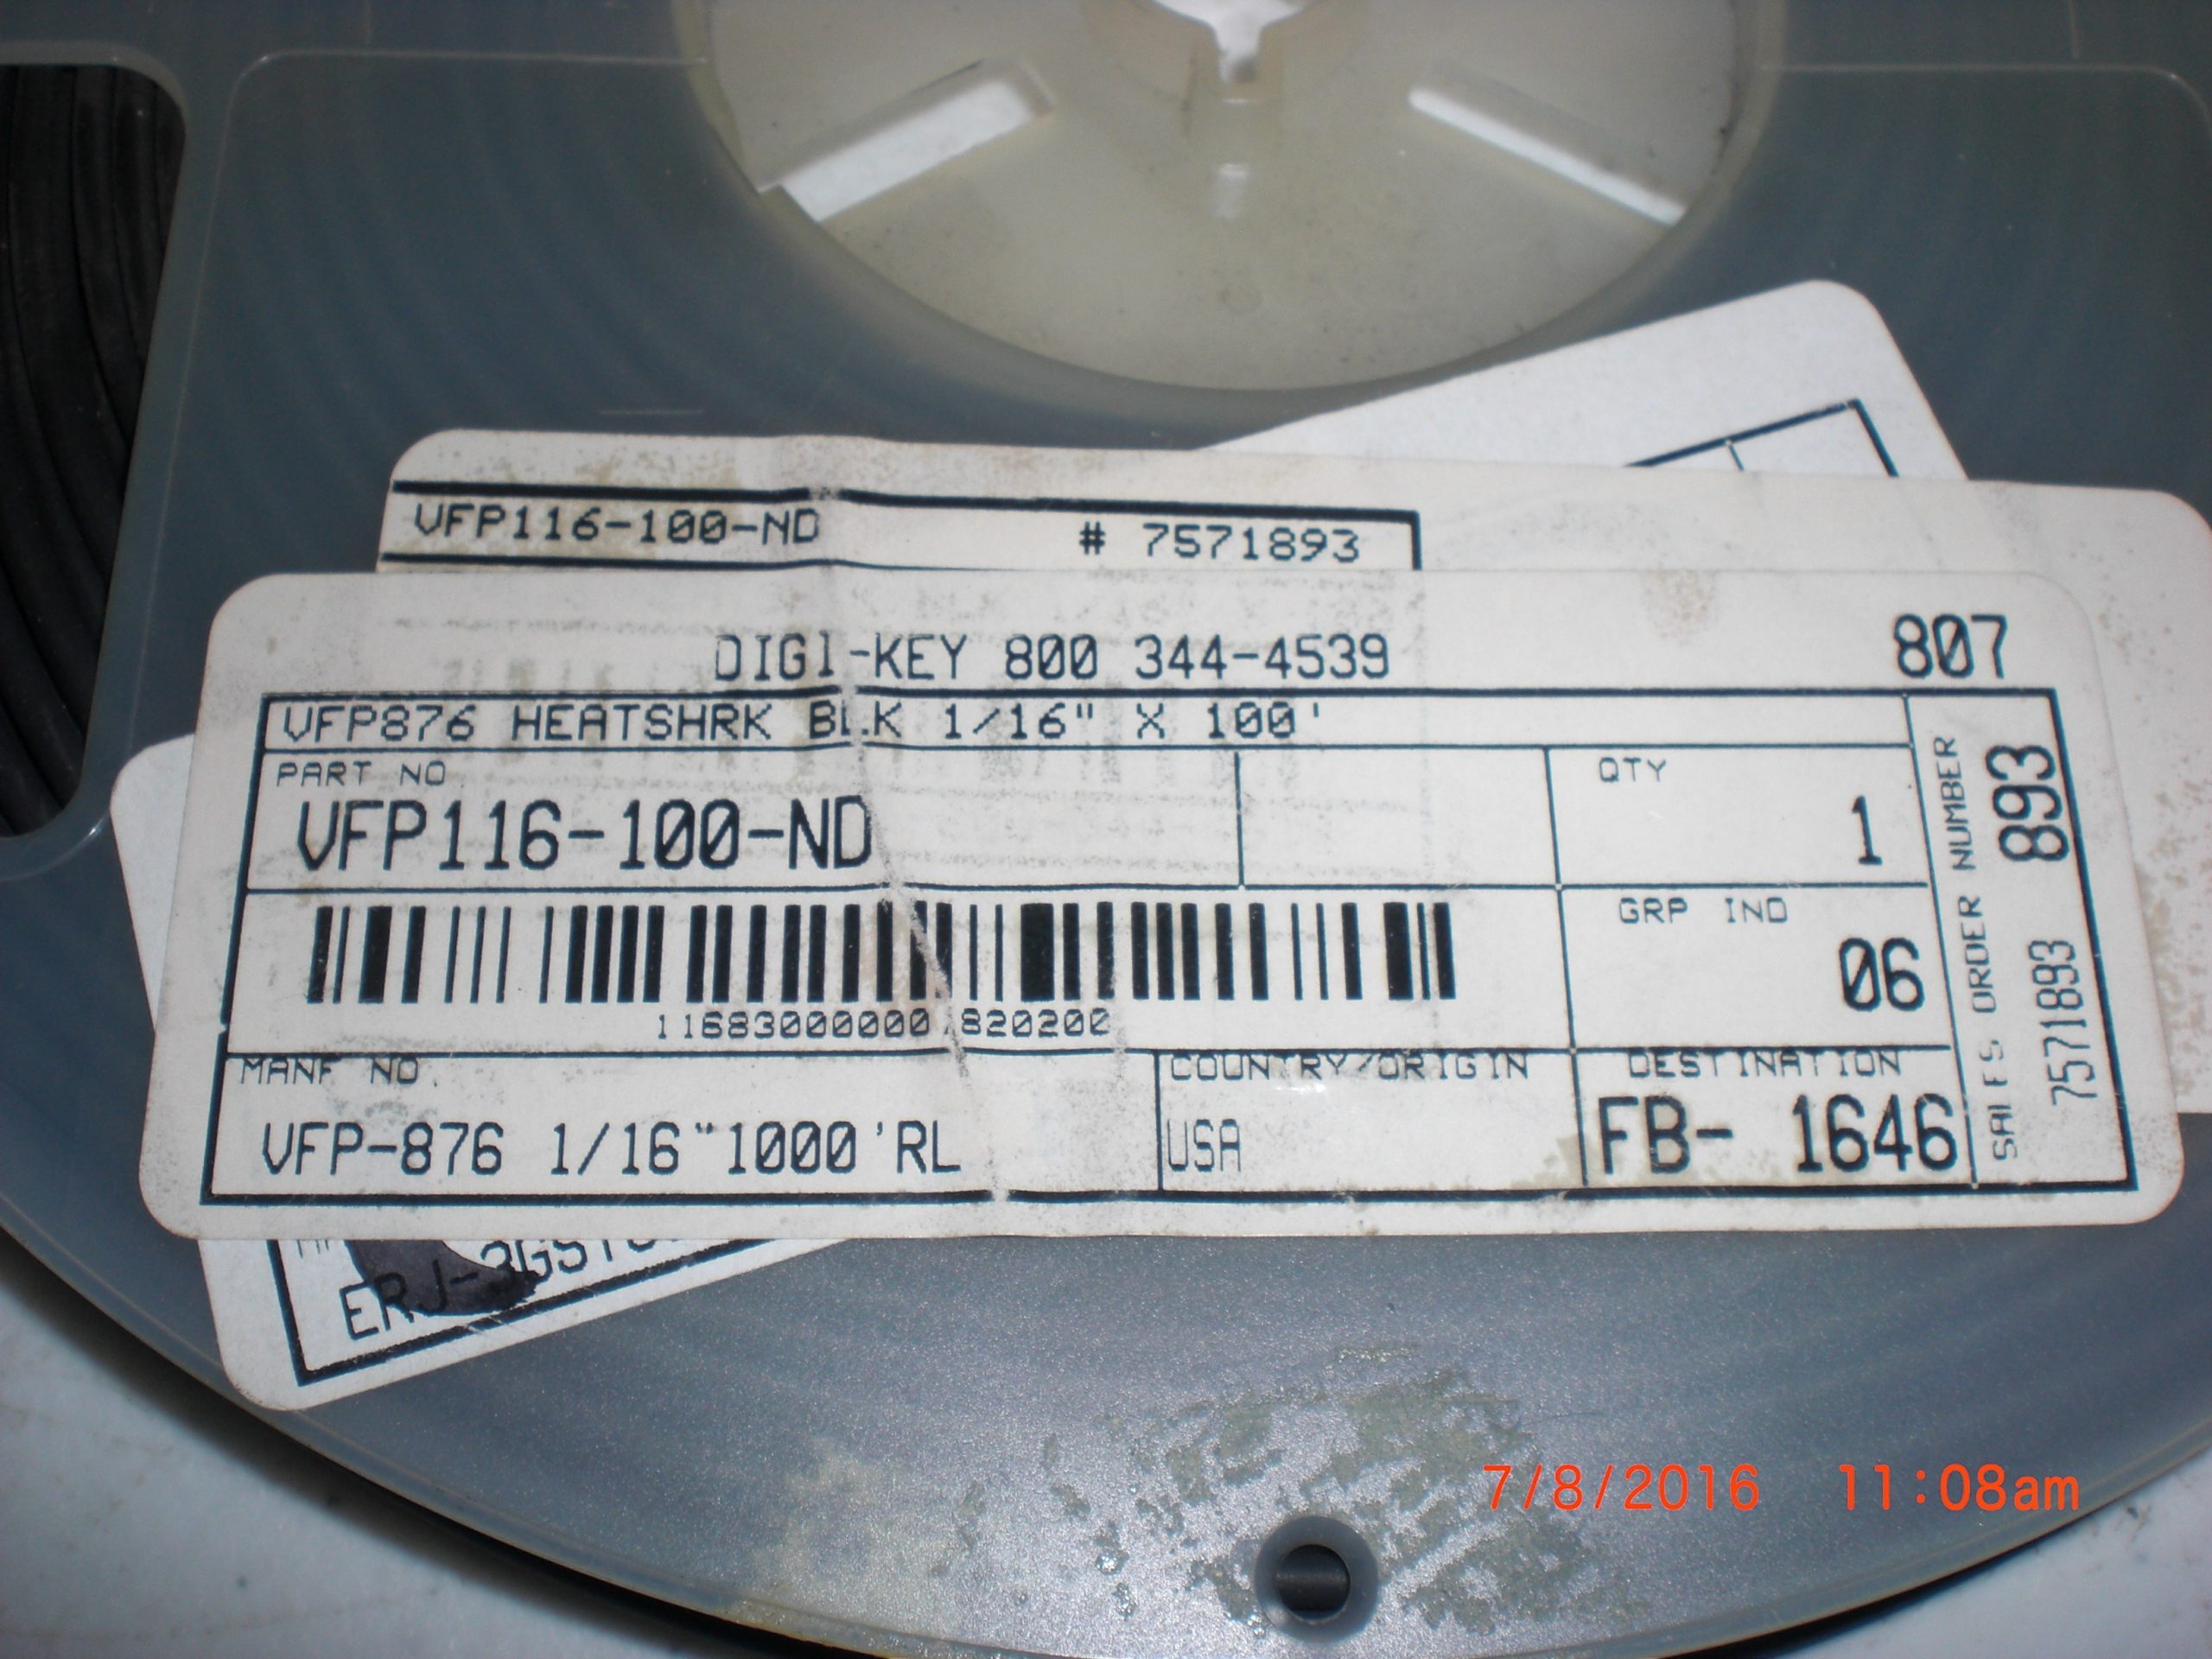 VFP116-100-ND # 7571893
DIGI-KEY 800 344-4539 807
VFP876 HEATSHRK BLK 1/16" X 100'
PART NO
VFP116-100-ND
QTY
1
GRP IND
06
11683000000 820200
MANF NO.
VFP-876 1/16"1000'RL
COUNTRY/ORIGIN
USA
DESTINATION
FB- 1646
SALES ORDER NUMBER
893
7571893
7/8/2016 11:08am